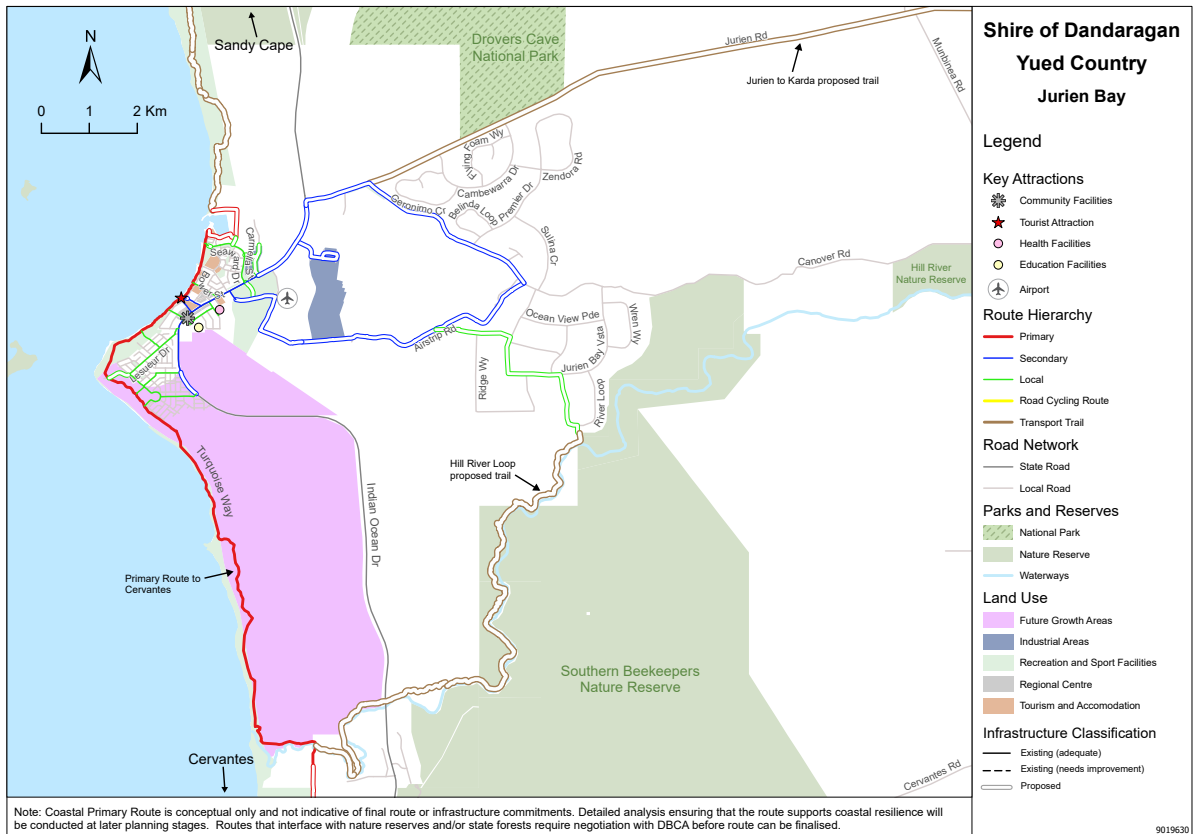 Sandy Cape
N
0 1 2 Km
Drovers Cave
National Park
Jurien Rd
Jurien to Karda proposed trail
Munbinea Rd
Foam Wy
Flying
Cambewarra Dr
Zendora Rd
Geronimo Cr
Belinda Loop
Premier Dr
Sulina Cr
Canover Rd
Hill River
Nature Reserve
Seaward Dr
Carmella St
Bower St
Lesueur Dr
Airstrip Rd
Ocean View Pde
Wren Wy
Jurien Bay Vsta
Ridge Wy
River Loop
Hill River Loop
proposed trail
Turquoise Way
Indian Ocean Dr
Primary Route to
Cervantes
Southern Beekeepers
Nature Reserve
Cervantes
Cervantes Rd
Note: Coastal Primary Route is conceptual only and not indicative of final route or infrastructure commitments. Detailed analysis ensuring that the route supports coastal resilience will
be conducted at later planning stages. Routes that interface with nature reserves and/or state forests require negotiation with DBCA before route can be finalised.
Shire of Dandaragan
Yued Country
Jurien Bay
Legend
Key Attractions
Community Facilities
Tourist Attraction
Health Facilities
Education Facilities
Airport
Route Hierarchy
Primary
Secondary
Local
Road Cycling Route
Transport Trail
Road Network
State Road
Local Road
Parks and Reserves
National Park
Nature Reserve
Waterways
Land Use
Future Growth Areas
Industrial Areas
Recreation and Sport Facilities
Regional Centre
Tourism and Accomodation
Infrastructure Classification
Existing (adequate)
Existing (needs improvement)
Proposed
9019630